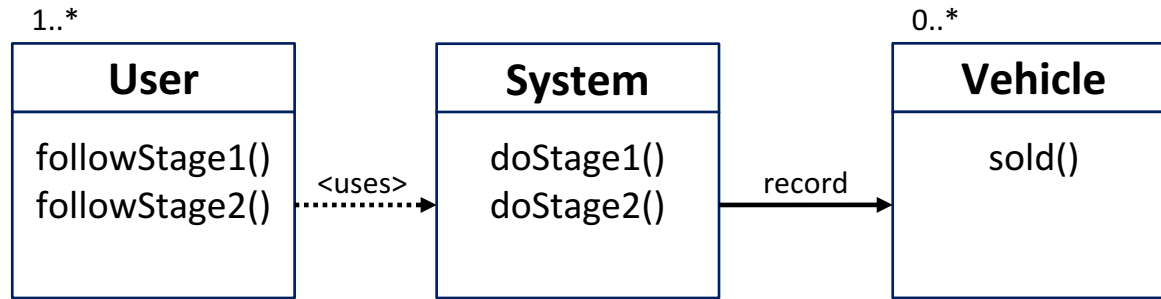 1..*
User
followStage1()
followStage2()
<uses>
System
doStage1()
doStage2()
record
0..*
Vehicle
sold()